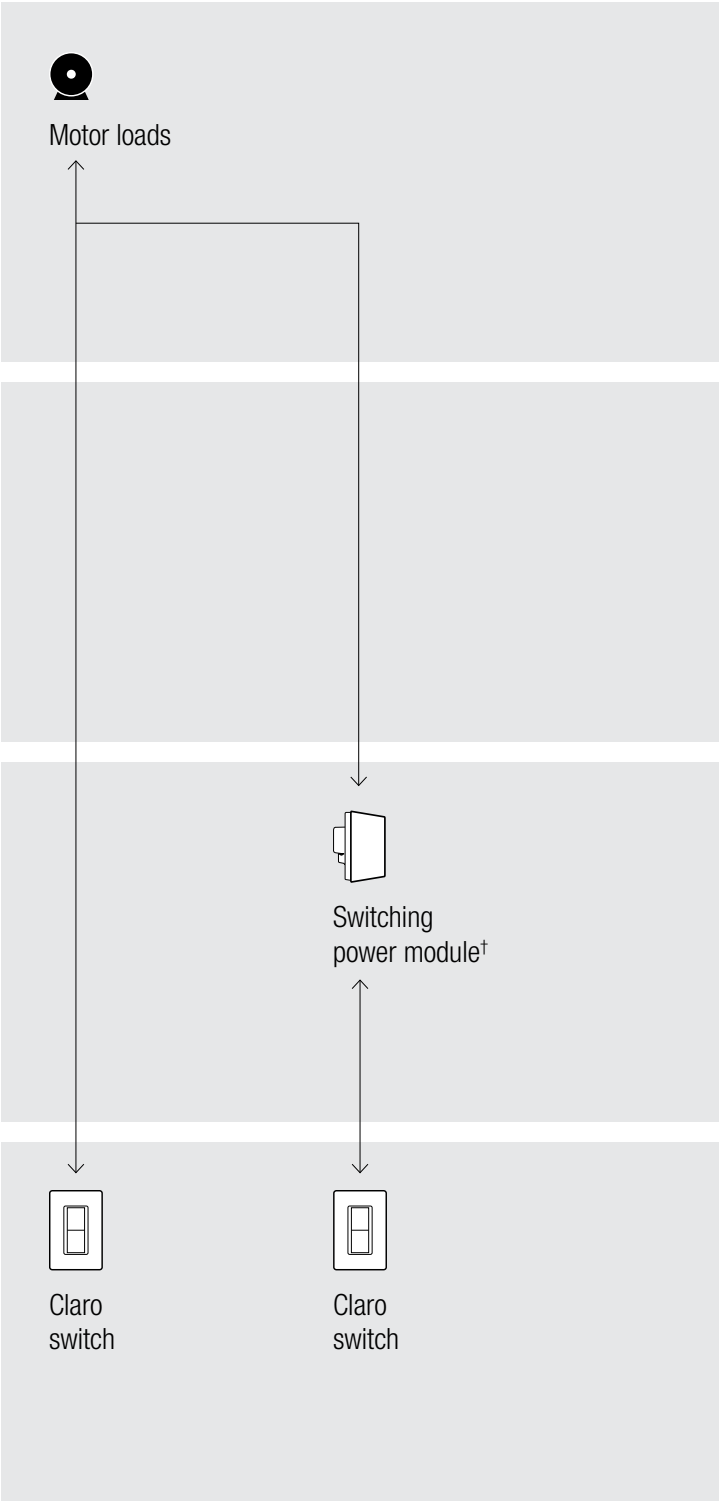 Motor loads
Switching
power module†
Claro
switch
Claro
switch